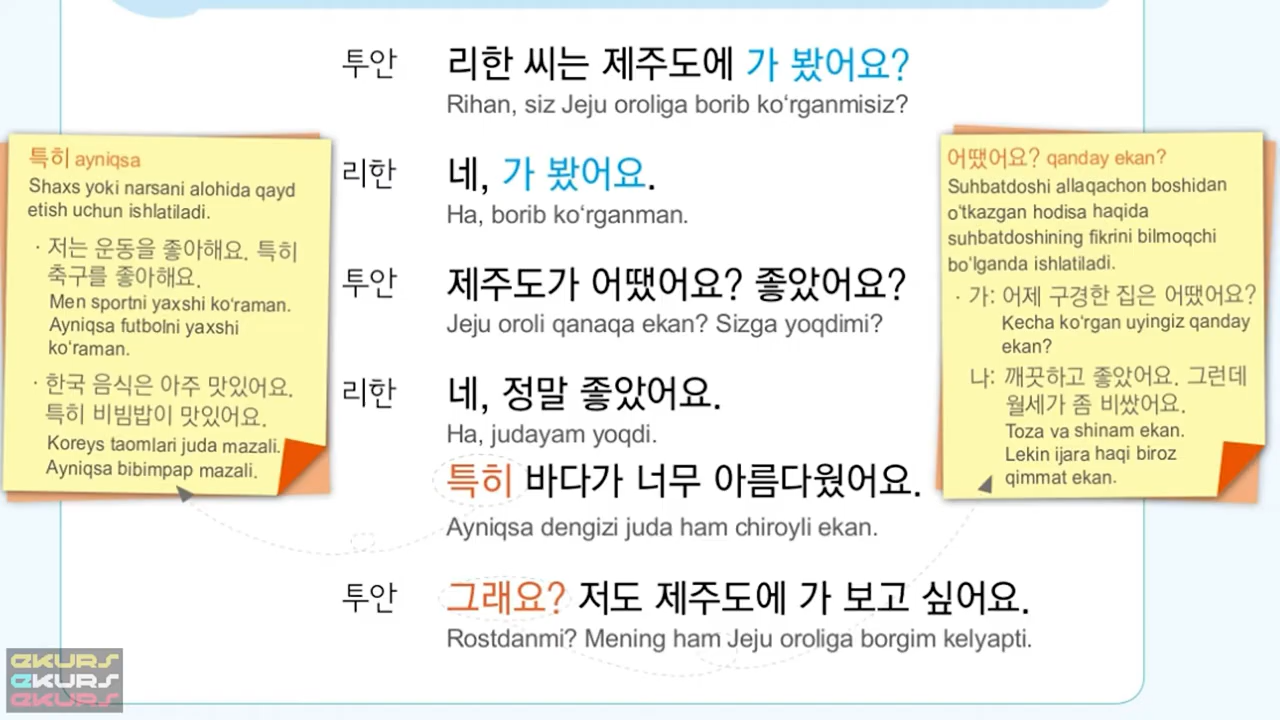 투안 리한 씨는 제주도에 가 봤어요?
Rihan, siz Jeju oroliga borib ko‘rganmisiz?
리한 네, 가 봤어요.
Ha, borib ko‘rganman.
투안 제주도가 어땠어요? 좋았어요?
Jeju oroli qanaqa ekan? Sizga yoqdimi?
리한 네, 정말 좋았어요.
Ha, judayam yoqdi.
특히 바다가 너무 아름다웠어요.
Ayniqsa dengizi juda ham chiroyli ekan.
투안 그래요? 저도 제주도에 가 보고 싶어요.
Rostdanmi? Mening ham Jeju oroliga borgim kelyapti.
특히 ayniqsa
Shaxs yoki narsani alohida qayd
etish uchun ishlatiladi.
· 저는 운동을 좋아해요. 특히
축구를 좋아해요.
Men sportni yaxshi ko‘raman.
Ayniqsa futbolni yaxshi
ko‘raman.
· 한국 음식은 아주 맛있어요.
특히 비빔밥이 맛있어요.
Koreys taomlari juda mazali.
Ayniqsa bibimpap mazali.
어땠어요? qanday ekan?
Suhbatdoshi allaqachon boshidan
o‘tkazgan hodisa haqida
suhbatdoshining fikrini bilmoqchi
bo‘lganda ishlatiladi.
· 가: 어제 구경한 집은 어땠어요?
Kecha ko‘rgan uyingiz qanday
ekan?
나: 깨끗하고 좋았어요. 그런데
월세가 좀 비쌌어요.
Toza va shinam ekan.
Lekin ijara haqi biroz
qimmat ekan.
EKURS
EKURS
EKURS